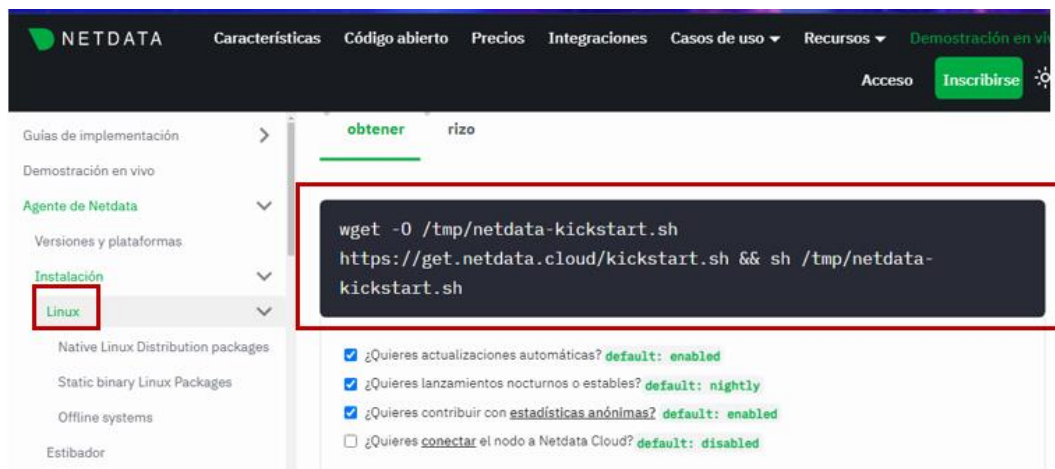 NETDATA
Características Código abierto Precios Integraciones Casos de uso Recursos Demostración en vi
Acceso Inscribirse
Guías de implementación
Demostración en vivo
Agente de Netdata
Versiones y plataformas
Instalación
Linux
Native Linux Distribution packages
Static binary Linux Packages
Offline systems
Estibador
obtener rizo
wget -O /tmp/netdata-kickstart.sh
https://get.netdata.cloud/kickstart.sh && sh /tmp/netdata-
kickstart.sh
¿Quieres actualizaciones automáticas? default: enabled
¿Quieres lanzamientos nocturnos o estables? default: nightly
¿Quieres contribuir con estadísticas anónimas? default: enabled
¿Quieres conectar el nodo a Netdata Cloud? default: disabled